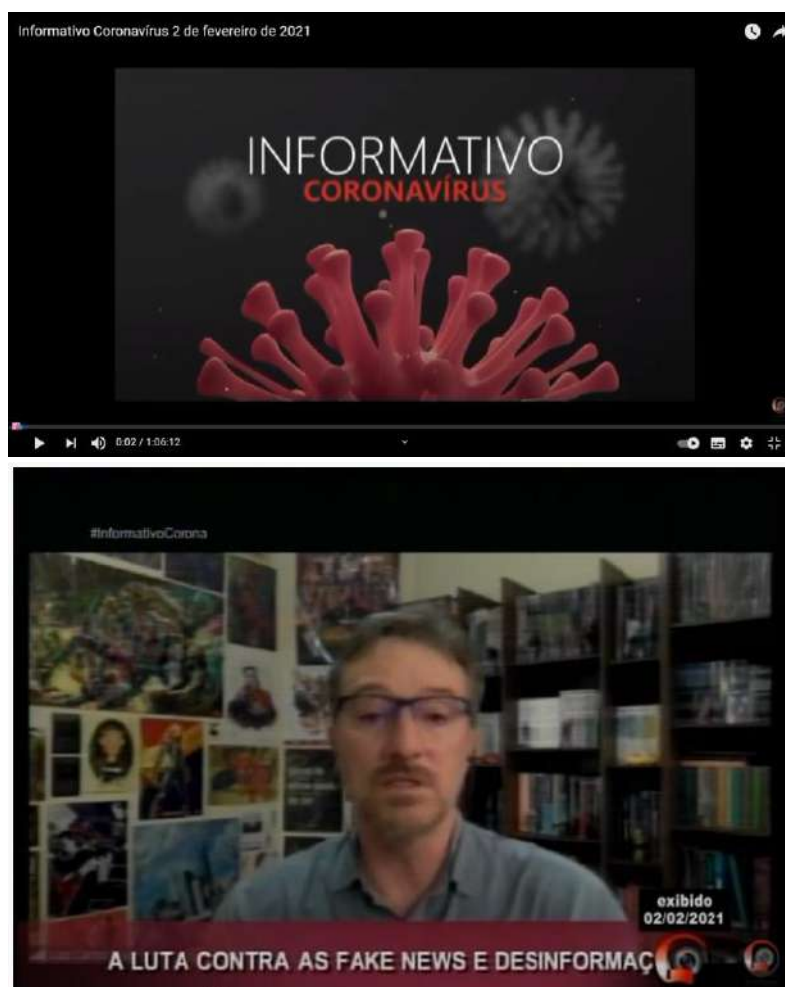 Informativo Coronavírus 2 de fevereiro de 2021
INFORMATIVO
CORONAVÍRUS
0:02 / 1:06:12
#InformativoCorona
exibido
02/02/2021
A LUTA CONTRA AS FAKE NEWS E DESINFORMAÇ